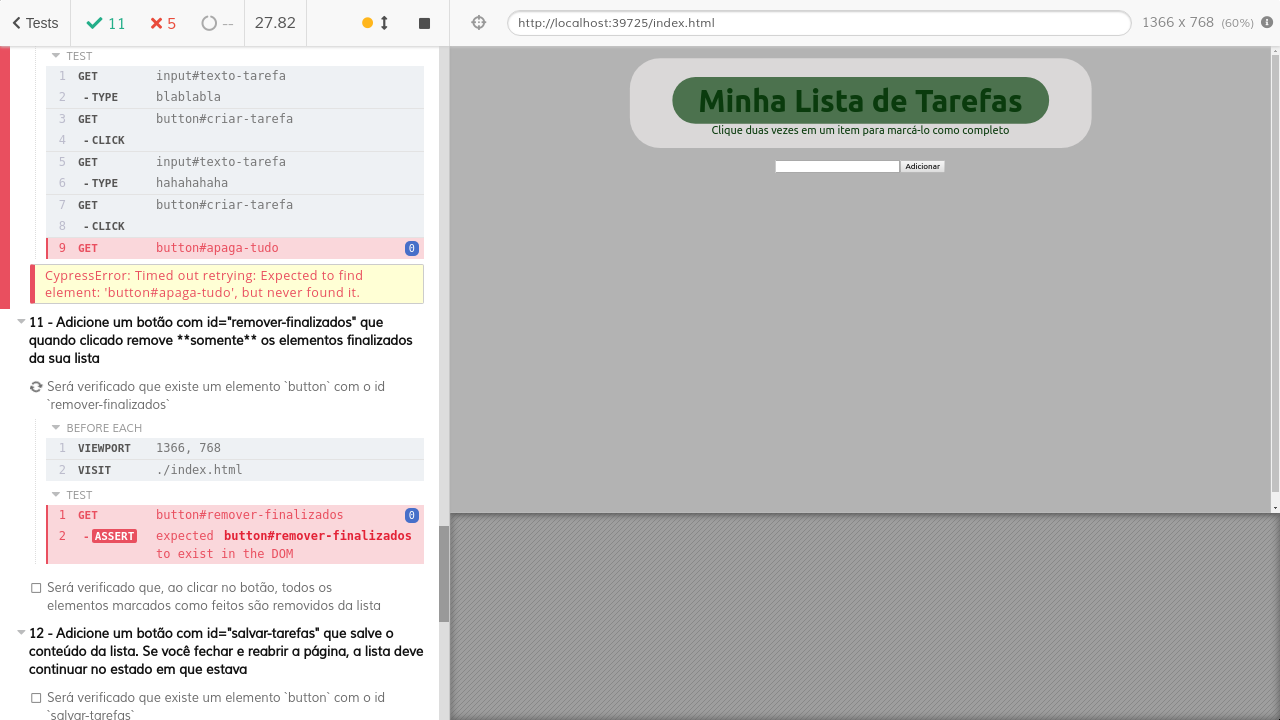 Tests
11
5
--
27.82
http://localhost:39725/index.html
1366 x 768 (60%)
TEST
1 GET input#texto-tarefa
2 - TYPE blablabla
3 GET button#criar-tarefa
4 - CLICK
5 GET input#texto-tarefa
6 - TYPE hahahahaha
7 GET button#criar-tarefa
8 - CLICK
9 GET button#apaga-tudo 0
CypressError: Timed out retrying: Expected to find
element: 'button#apaga-tudo', but never found it.
11 - Adicione um botão com id="remover-finalizados" que
quando clicado remove **somente** os elementos finalizados
da sua lista
Será verificado que existe um elemento `button` com o id
`remover-finalizados`
BEFORE EACH
1 VIEWPORT 1366, 768
2 VISIT ./index.html
TEST
1 GET button#remover-finalizados 0
2 - ASSERT expected button#remover-finalizados
to exist in the DOM
Será verificado que, ao clicar no botão, todos os
elementos marcados como feitos são removidos da lista
12 - Adicione um botão com id="salvar-tarefas" que salve o
conteúdo da lista. Se você fechar e reabrir a página, a lista deve
continuar no estado em que estava
Será verificado que existe um elemento `button` com o id
`salvar-tarefas`
Minha Lista de Tarefas
Clique duas vezes em um item para marcá-lo como completo
Adicionar